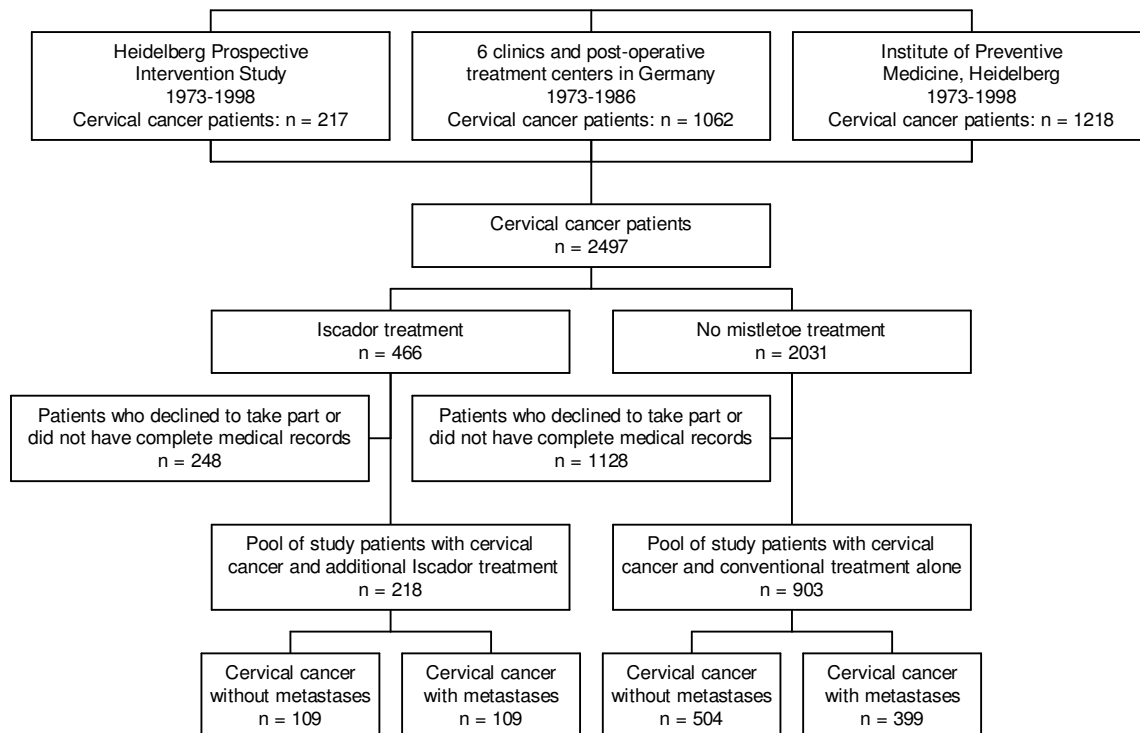 Heidelberg Prospective
Intervention Study
1973-1998
Cervical cancer patients: n = 217
6 clinics and post-operative
treatment centers in Germany
1973-1986
Cervical cancer patients: n = 1062
Institute of Preventive
Medicine, Heidelberg
1973-1998
Cervical cancer patients: n = 1218
Cervical cancer patients
n = 2497
Iscador treatment
n = 466
No mistletoe treatment
n = 2031
Patients who declined to take part or
did not have complete medical records
n = 248
Patients who declined to take part or
did not have complete medical records
n = 1128
Pool of study patients with cervical
cancer and additional Iscador treatment
n = 218
Pool of study patients with cervical
cancer and conventional treatment alone
n = 903
Cervical cancer
without metastases
n = 109
Cervical cancer
with metastases
n = 109
Cervical cancer
without metastases
n = 504
Cervical cancer
with metastases
n = 399